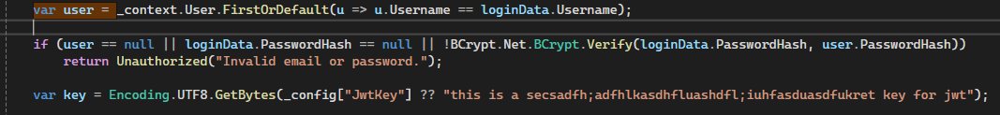 var user = _context.User.FirstOrDefault(u => u.Username == loginData.Username);
if (user == null || loginData.PasswordHash == null || !BCrypt.Net.BCrypt.Verify(loginData.PasswordHash, user.PasswordHash))
return Unauthorized("Invalid email or password.");
var key = Encoding.UTF8.GetBytes(_config["JwtKey"] ?? "this is a secsadfh;adfhlkasdhfluashdfl;iuhfasduasdfukret key for jwt");